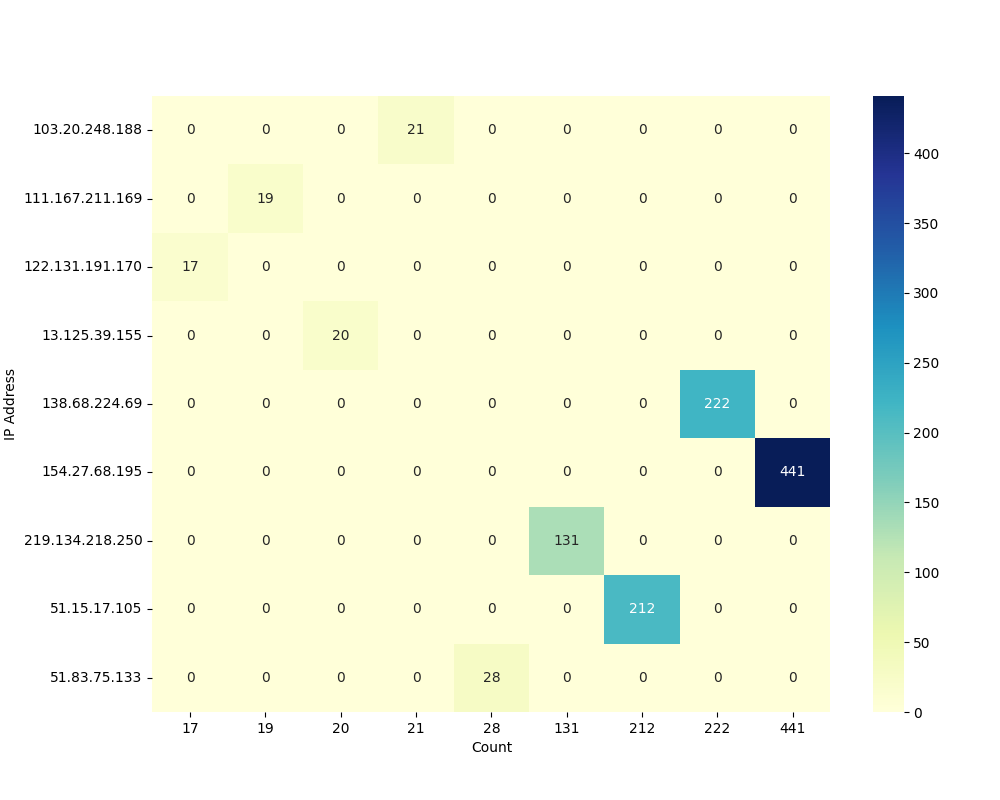 103.20.248.188 0 0 0 21 0 0 0 0 0
111.167.211.169 0 19 0 0 0 0 0 0 0
122.131.191.170 17 0 0 0 0 0 0 0 0
13.125.39.155 0 0 20 0 0 0 0 0 0
138.68.224.69 0 0 0 0 0 0 0 222 0
154.27.68.195 0 0 0 0 0 0 0 0 441
219.134.218.250 0 0 0 0 0 131 0 0 0
51.15.17.105 0 0 0 0 0 0 212 0 0
51.83.75.133 0 0 0 0 28 0 0 0 0
17 19 20 21 28 131 212 222 441
Count
IP Address
400
350
300
250
200
150
100
50
0